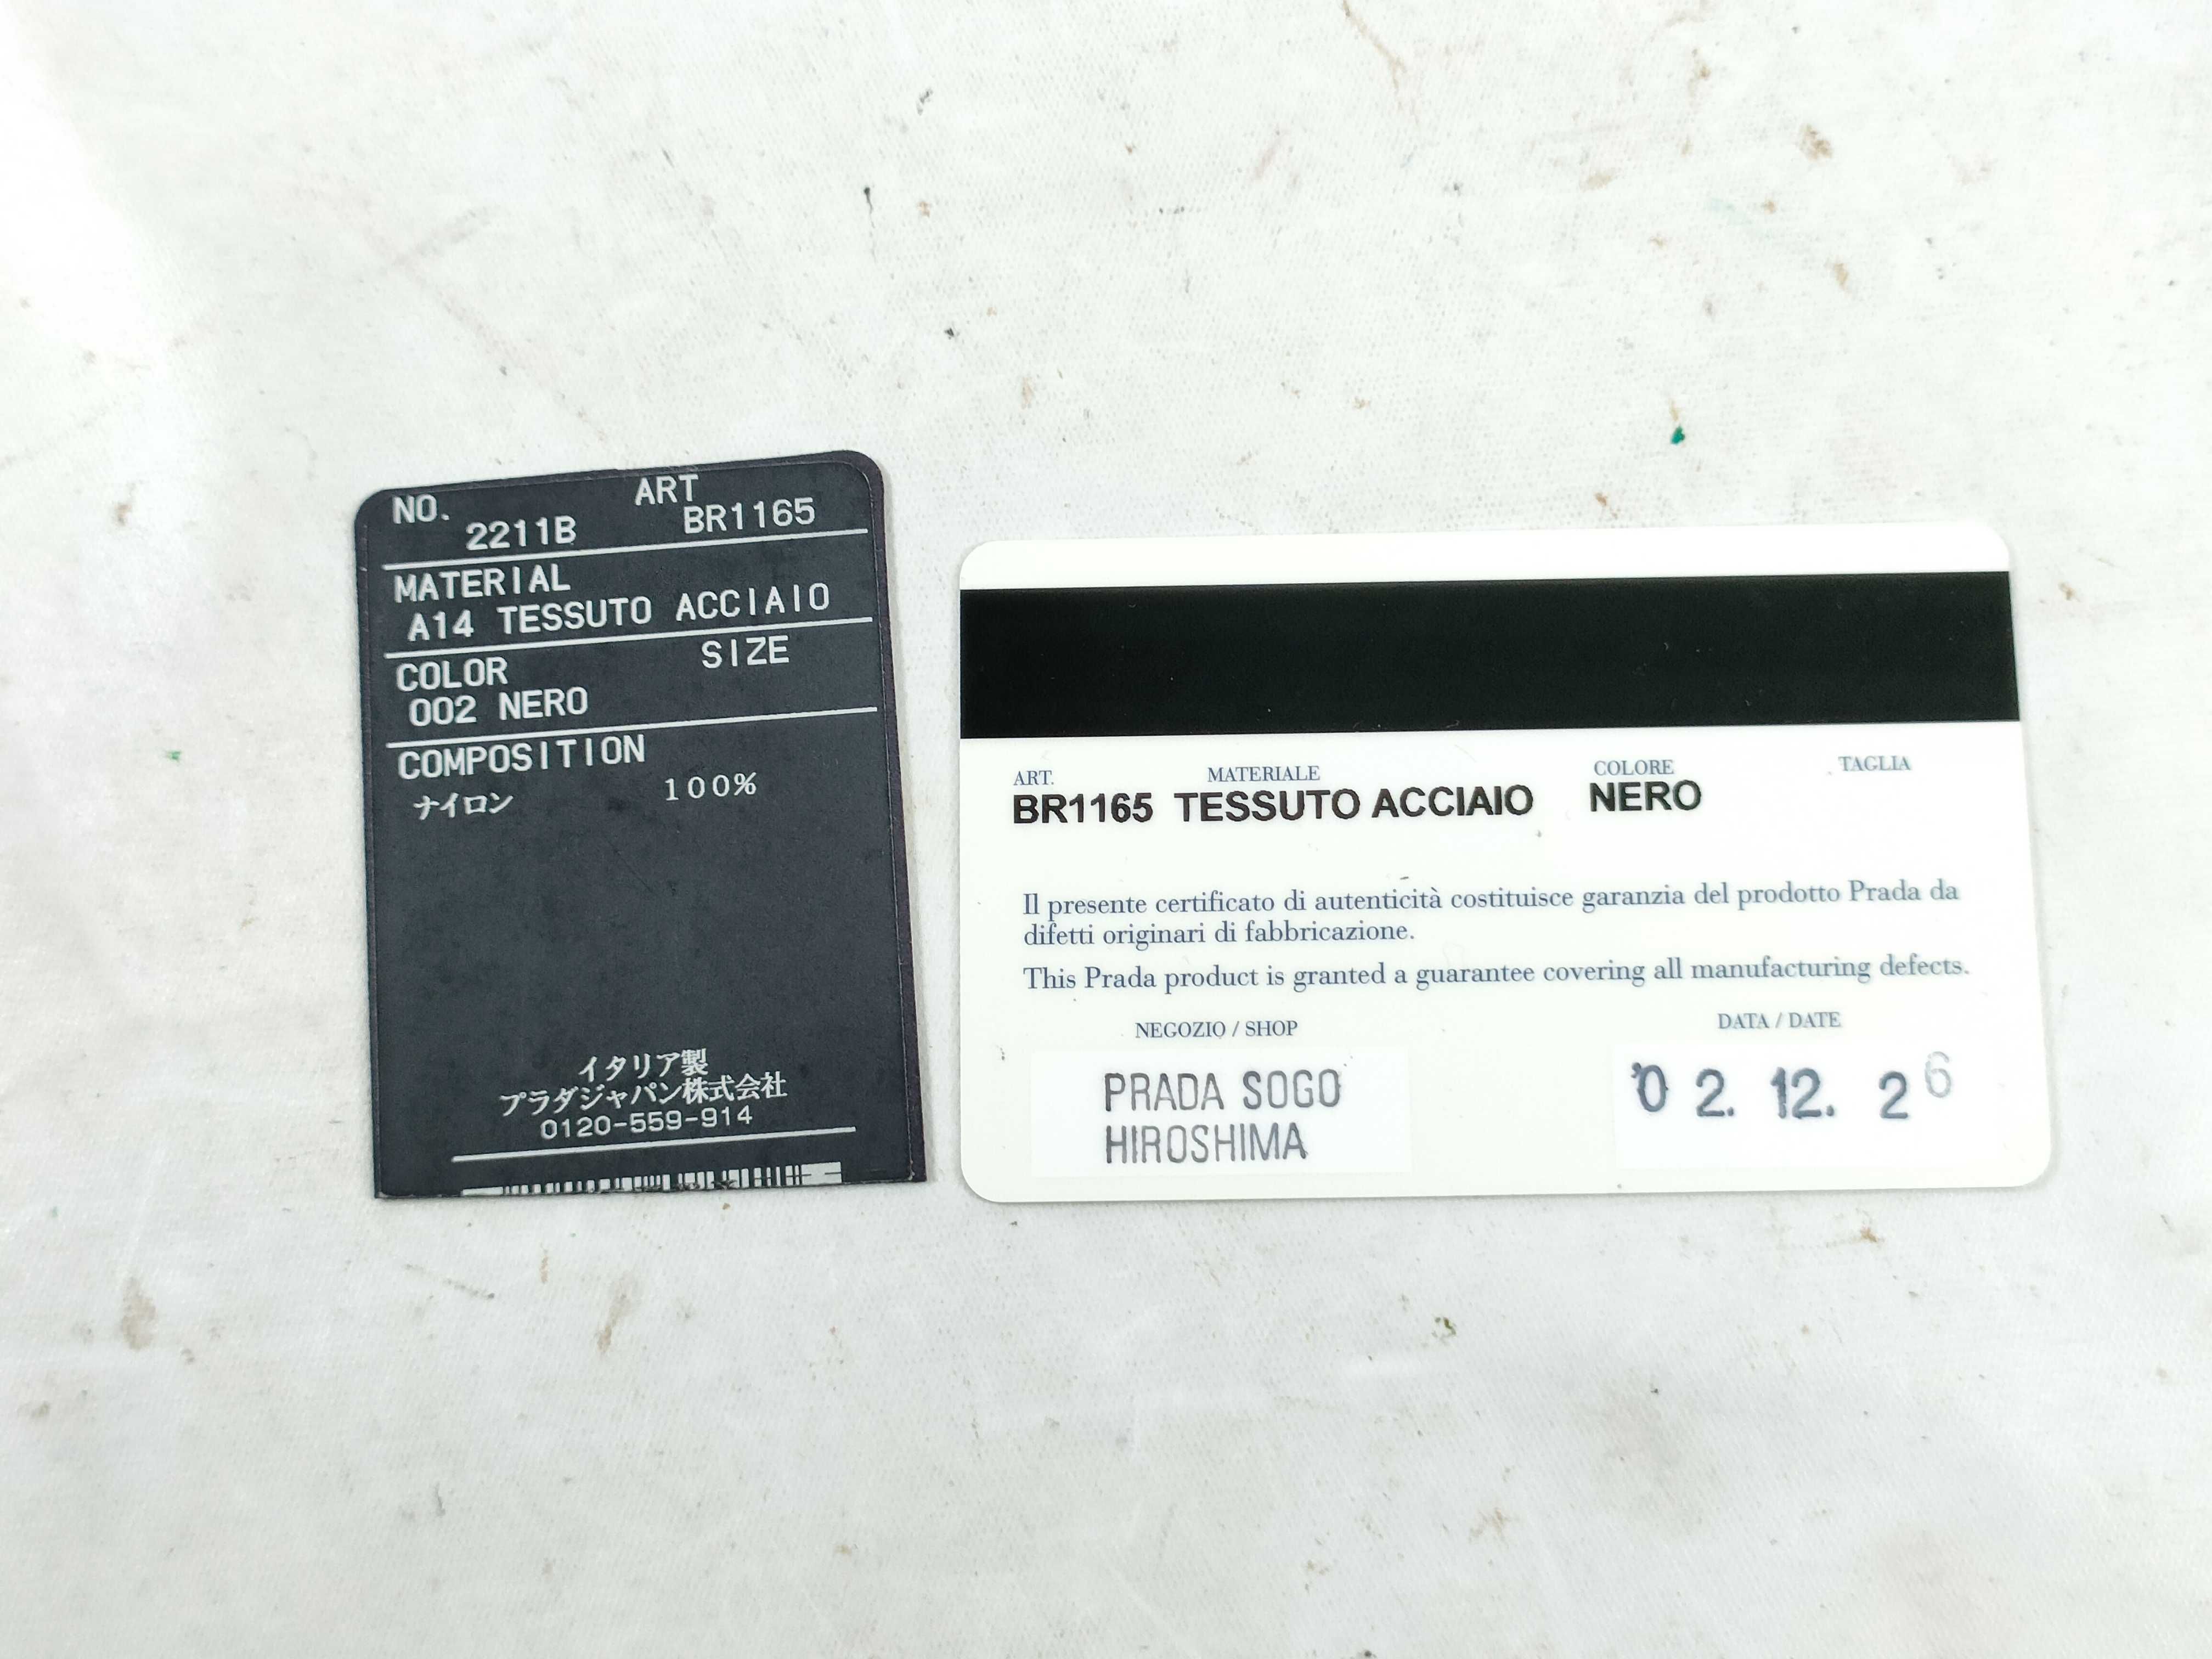 NO. ART
2211B BR1165
MATERIAL
A14 TESSUTO ACCIAIO
COLOR SIZE
002 NERO
COMPOSITION
ナイロン 100%
イタリア製
プラダジャパン株式会社
0120-559-914
ART. MATERIALE COLORE TAGLIA
BR1165 TESSUTO ACCIAIO NERO
Il presente certificato di autenticità costituisce garanzia del prodotto Prada da
difetti originari di fabbricazione.
This Prada product is granted a guarantee covering all manufacturing defects.
NEGOZIO / SHOP DATA / DATE
PRADA SOGO
HIROSHIMA
'02. 12. 26